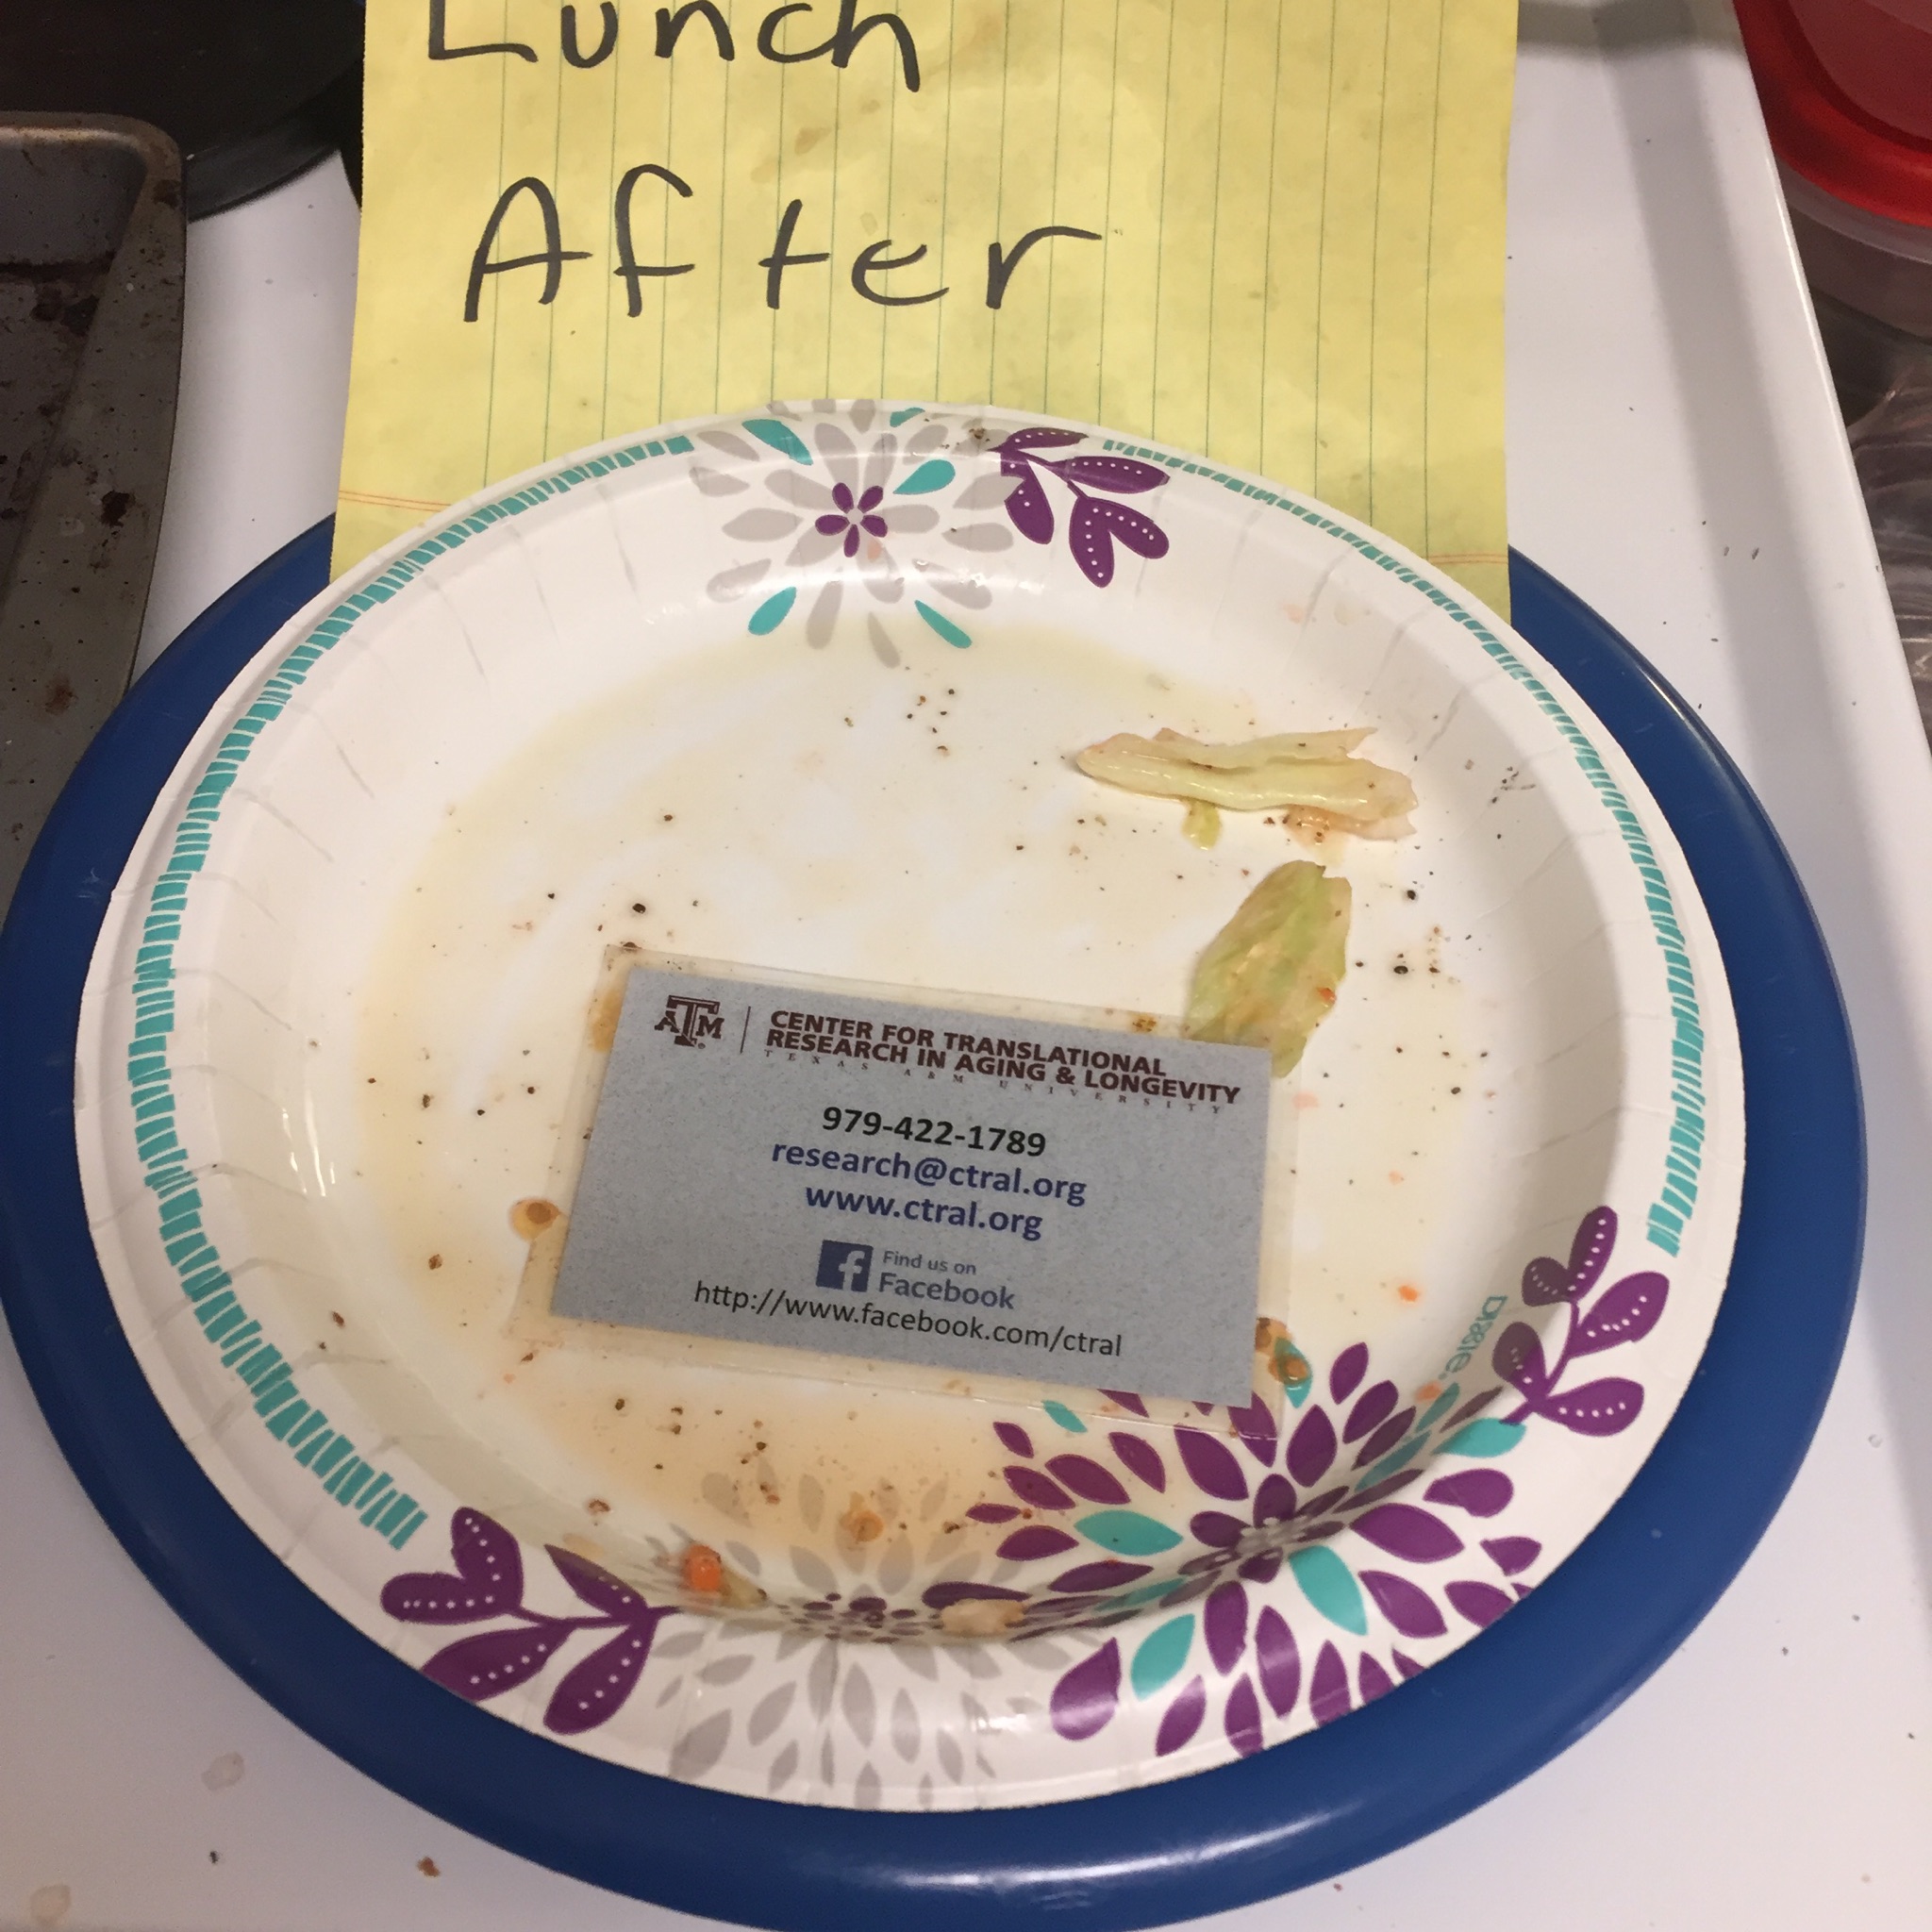 Lunch
After
ATM
CENTER FOR TRANSLATIONAL
RESEARCH IN AGING & LONGEVITY
TEXAS A&M UNIVERSITY
979-422-1789
research@ctral.org
www.ctral.org
f Find us on
Facebook
http://www.facebook.com/ctral
Dixie